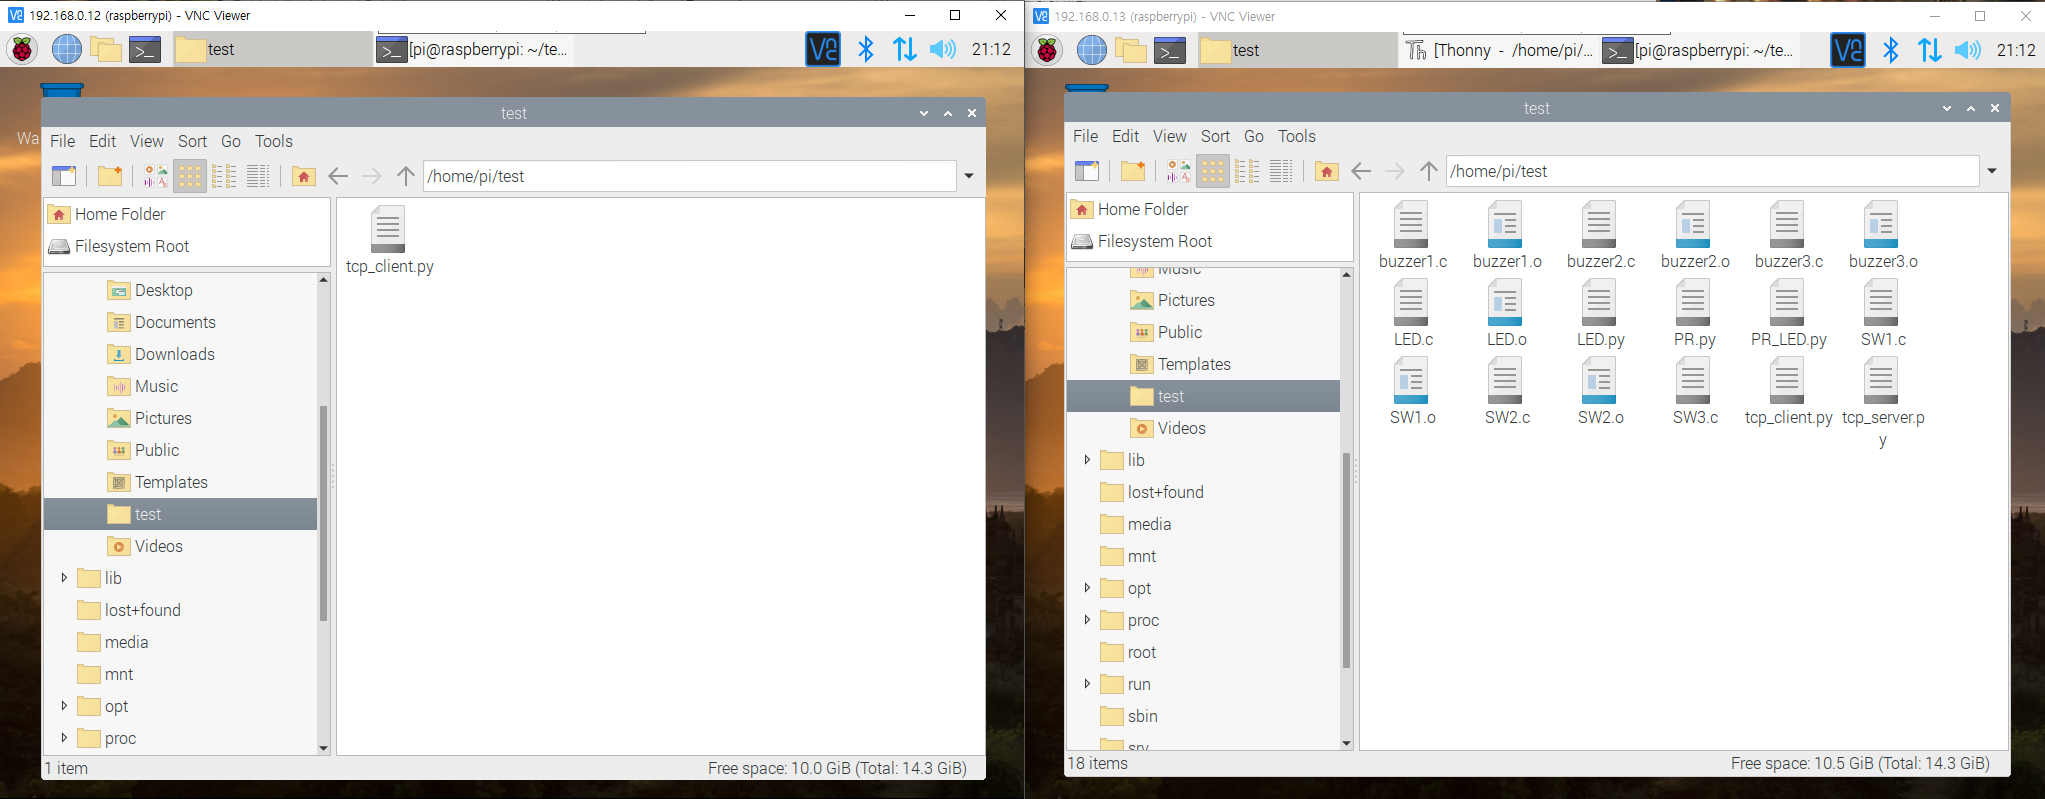 192.168.0.12 (raspberrypi) - VNC Viewer
test
[pi@raspberrypi: ~/te...
21:12
test
File Edit View Sort Go Tools
/home/pi/test
Home Folder
Filesystem Root
Desktop
Documents
Downloads
Music
Pictures
Public
Templates
test
Videos
lib
lost+found
media
mnt
opt
proc
tcp_client.py
1 item
Free space: 10.0 GiB (Total: 14.3 GiB)
Wa
192.168.0.13 (raspberrypi) - VNC Viewer
test
[Thonny - /home/pi/...
[pi@raspberrypi: ~/te...
21:12
test
File Edit View Sort Go Tools
/home/pi/test
Home Folder
Filesystem Root
Music
Pictures
Public
Templates
test
Videos
lib
lost+found
media
mnt
opt
proc
root
run
sbin
srv
buzzer1.c buzzer1.o buzzer2.c buzzer2.o buzzer3.c buzzer3.o
LED.c LED.o LED.py PR.py PR_LED.py SW1.c
SW1.o SW2.c SW2.o SW3.c tcp_client.py tcp_server.p
y
18 items
Free space: 10.5 GiB (Total: 14.3 GiB)